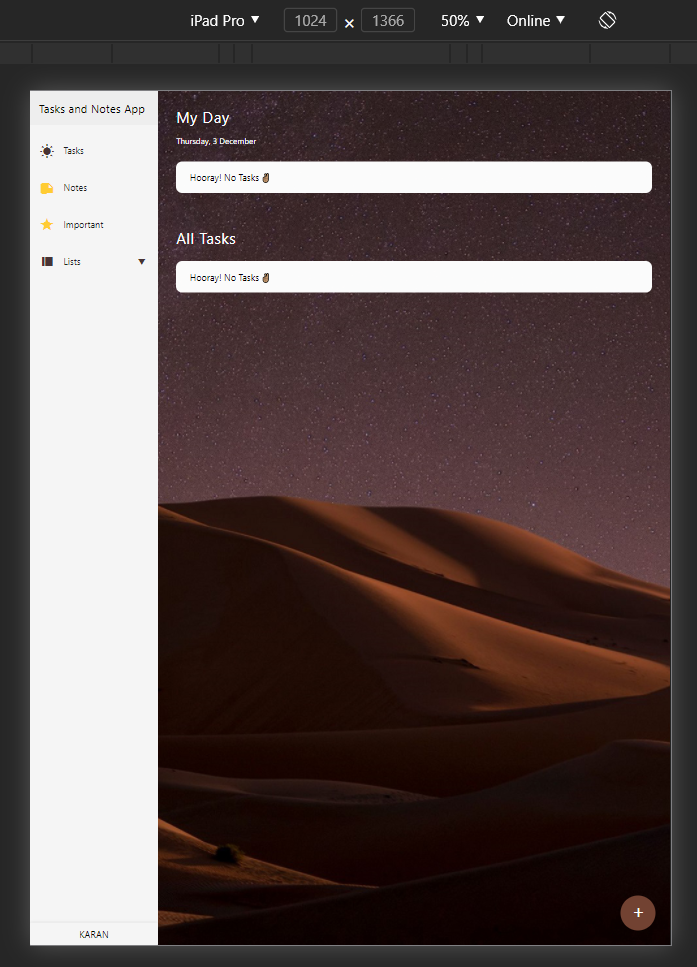 iPad Pro 1024 × 1366 50% Online
Tasks and Notes App
Tasks
Notes
Important
Lists
KARAN
My Day
Thursday, 3 December
Hooray! No Tasks
All Tasks
Hooray! No Tasks
+